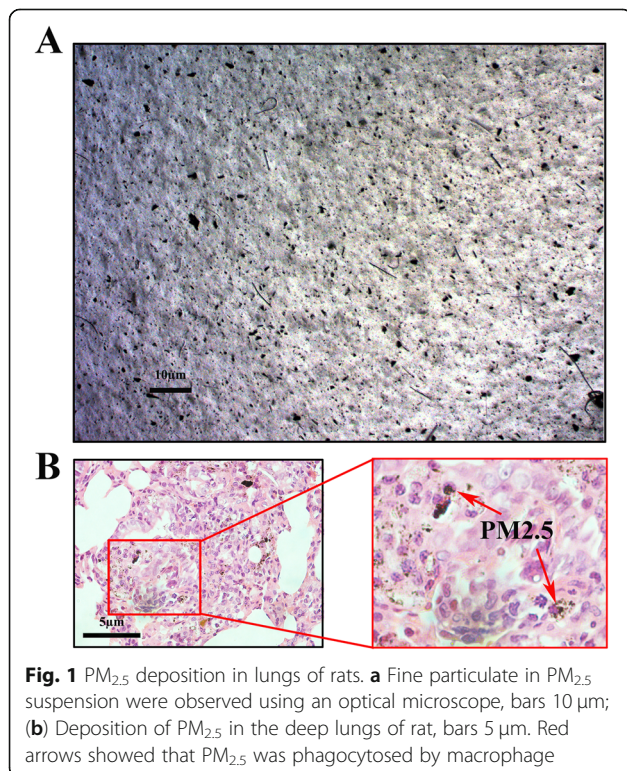 A
10μm
B
5μm
PM2.5
Fig. 1 PM2.5 deposition in lungs of rats. a Fine particulate in PM2.5
suspension were observed using an optical microscope, bars 10 μm;
(b) Deposition of PM2.5 in the deep lungs of rat, bars 5 μm. Red
arrows showed that PM2.5 was phagocytosed by macrophage